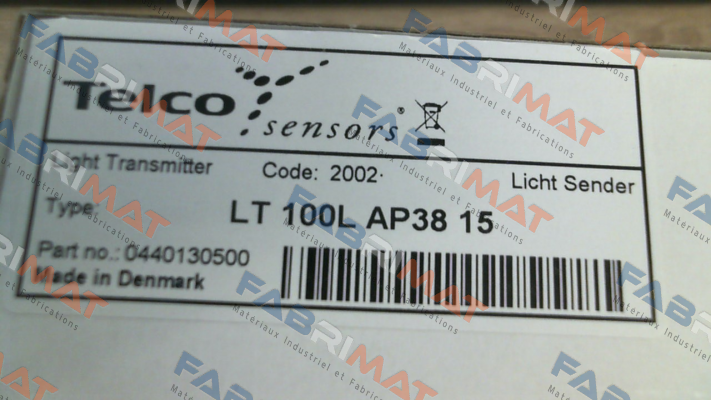 Telco
sensors®
Light Transmitter
Code: 2002·
Licht Sender
Type:
LT 100L AP38 15
Part no.: 0440130500
Made in Denmark
FABRIMAT
Matériaux Industriel et Fabrications